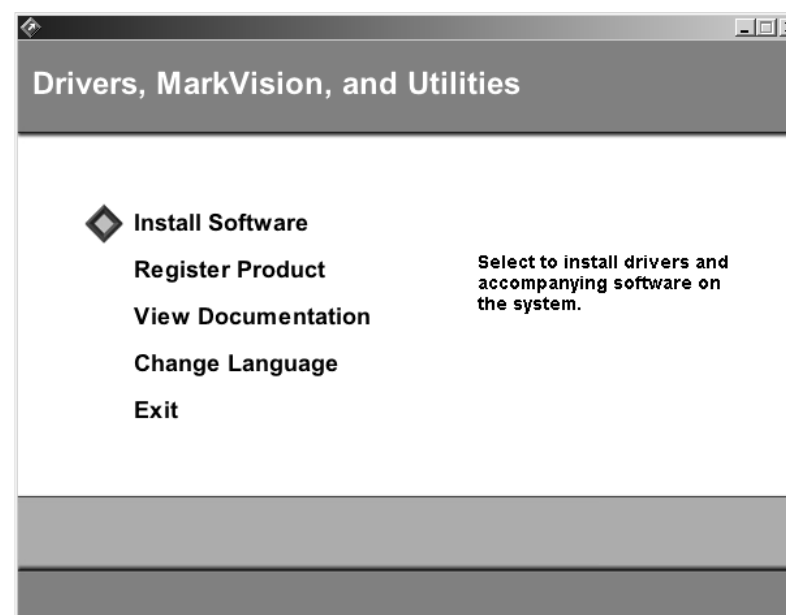 Drivers, MarkVision, and Utilities
Install Software
Register Product
View Documentation
Change Language
Exit
Select to install drivers and
accompanying software on
the system.